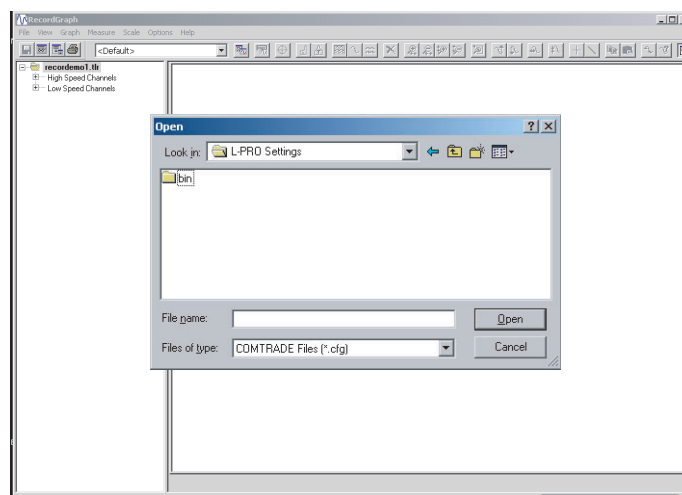 RecordGraph
File View Graph Measure Scale Options Help
<Default>
recordemo1.tlr
High Speed Channels
Low Speed Channels
Open
Look in: L-PRO Settings
bin
File name:
Open
Files of type: COMTRADE Files (*.cfg)
Cancel